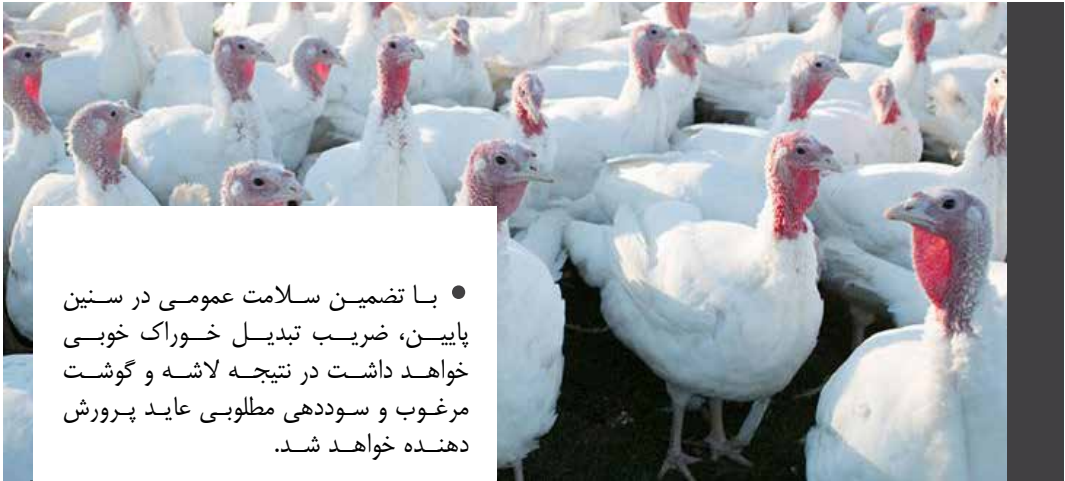 ● با تضمین سلامت عمومی در سنین
پایین، ضریب تبدیل خوراک خوبی
خواهد داشت در نتیجه لاشه و گوشت
مرغوب و سوددهی مطلوبی عاید پرورش
دهنده خواهد شد.